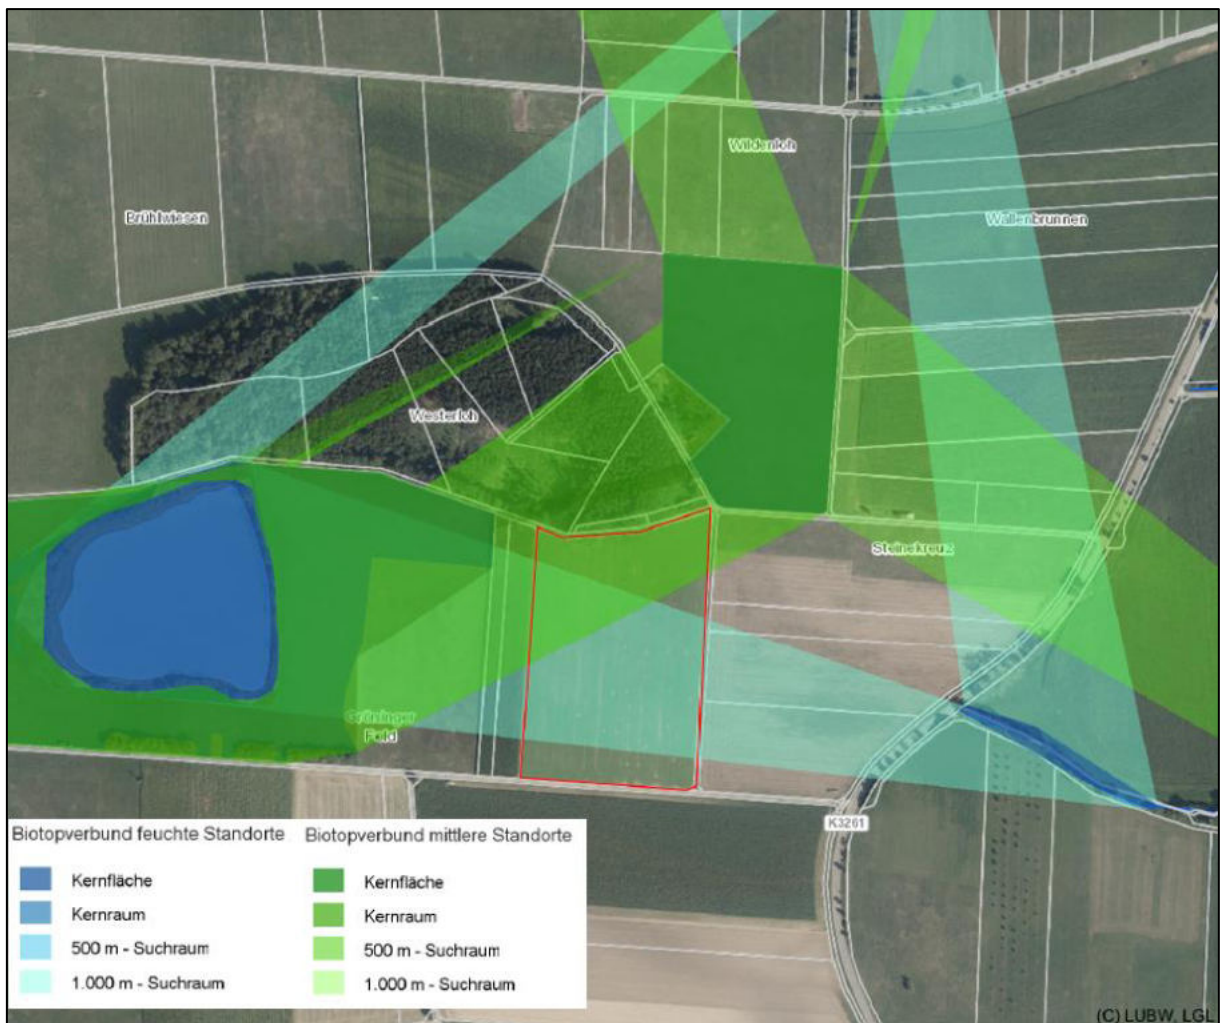 Wildenloh
Brühlwiesen
Wallenbrunnen
Westerloh
Steinekreuz
Grüninger
Feld
K3261
Biotopverbund feuchte Standorte
Kernfläche
Kernraum
500 m - Suchraum
1.000 m - Suchraum
Biotopverbund mittlere Standorte
Kernfläche
Kernraum
500 m - Suchraum
1.000 m - Suchraum
(C) LUBW, LGL